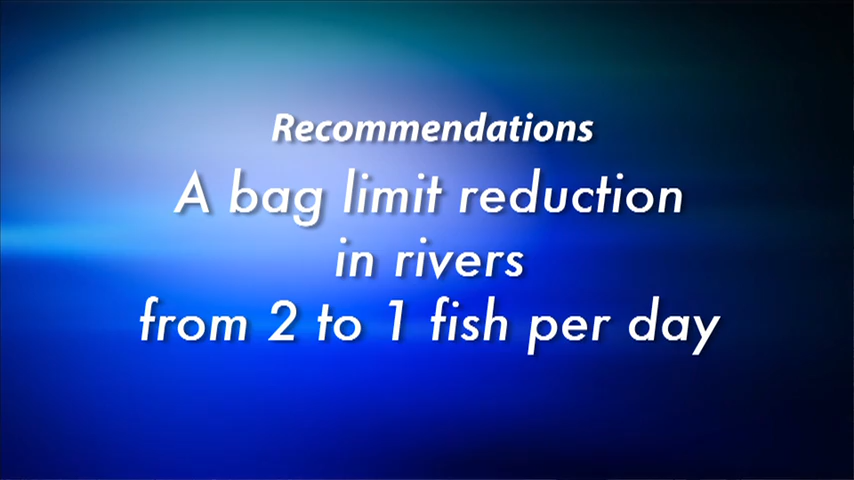 Recommendations
A bag limit reduction
in rivers
from 2 to 1 fish per day